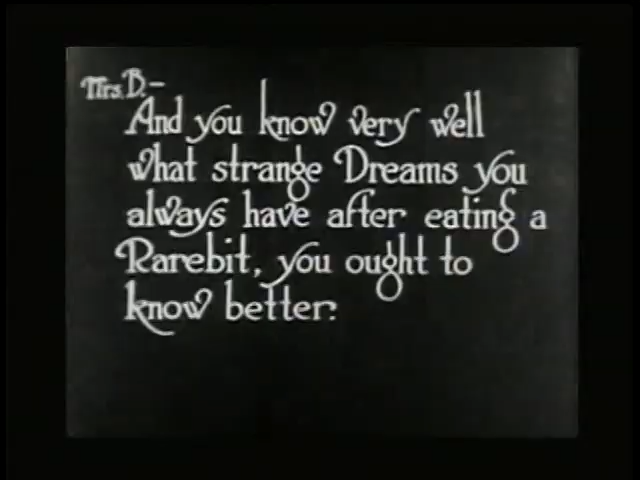 Mrs. B.—
And you know very well
what strange Dreams you
always have after eating a
Rarebit, you ought to
know better.